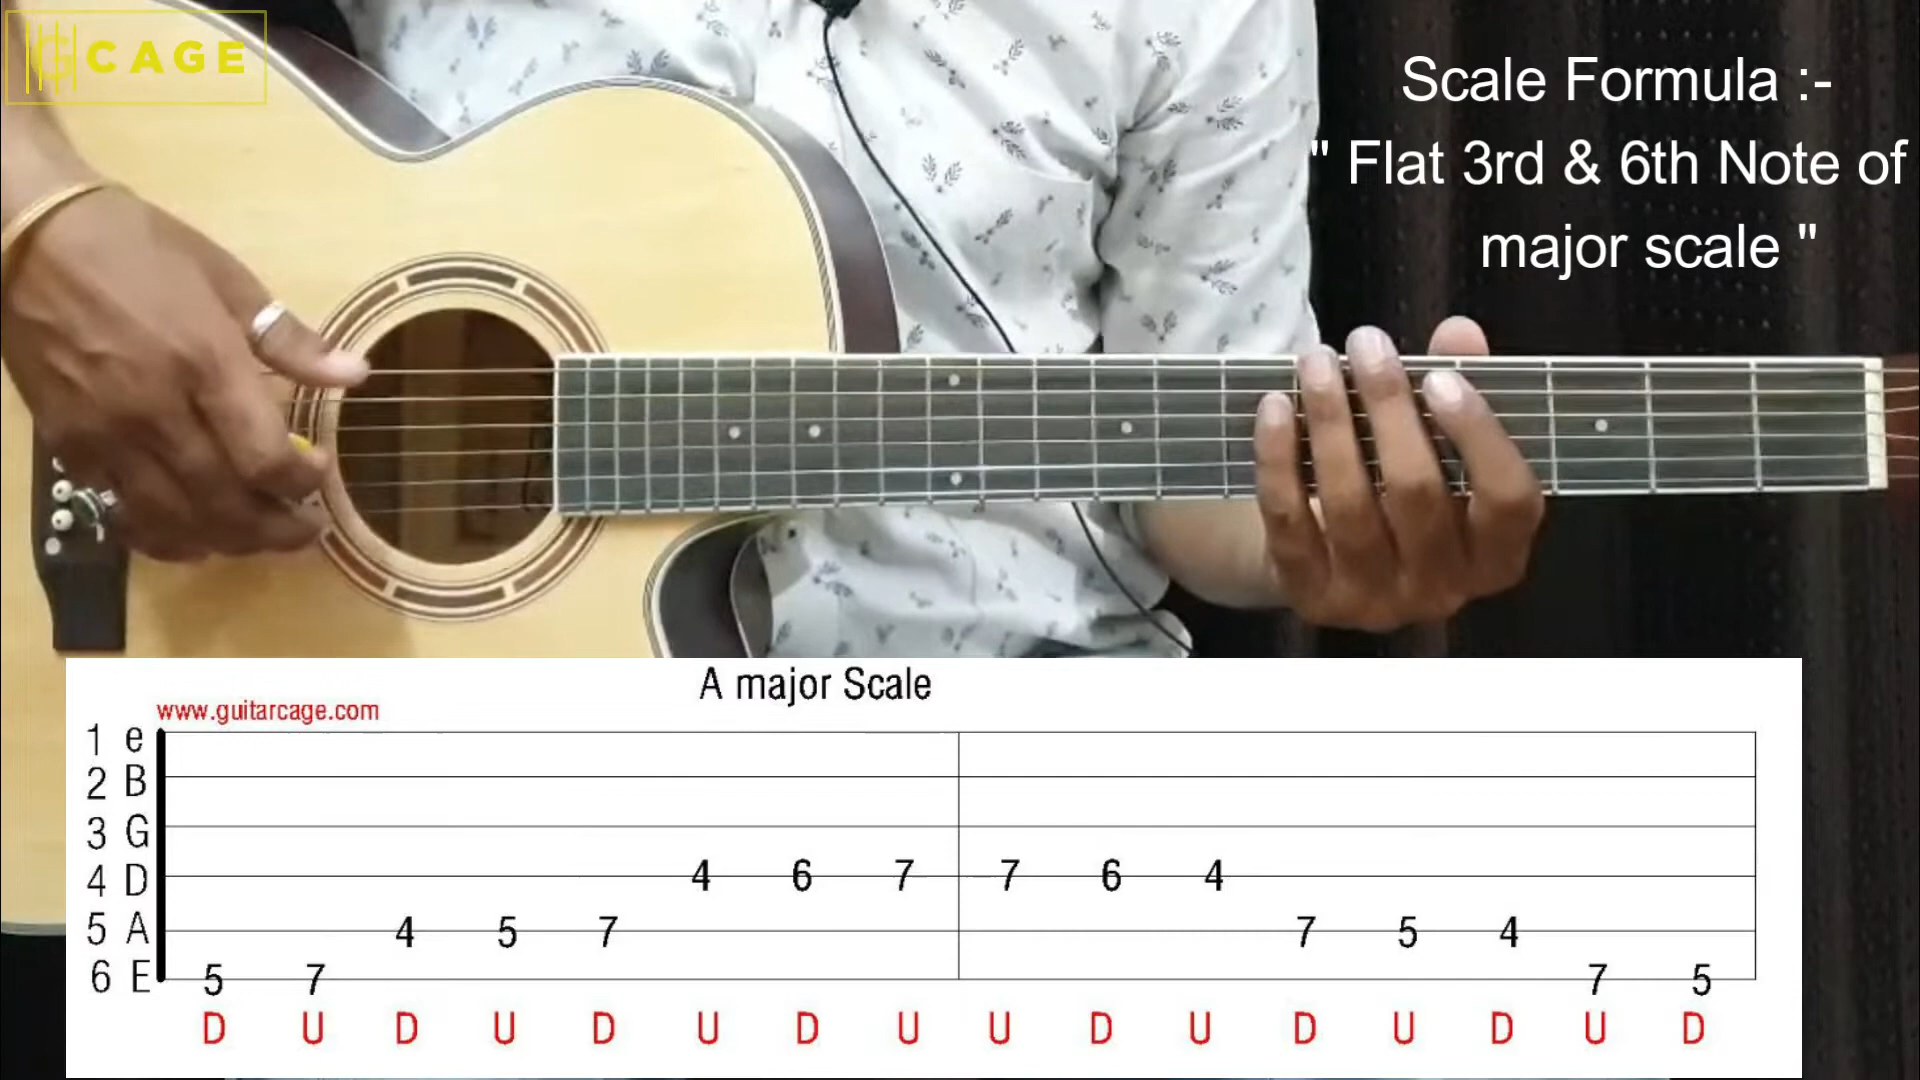 CAGE
Scale Formula :-
" Flat 3rd & 6th Note of
major scale "
A major Scale
www.guitarcage.com
1 e
2 B
3 G
4 D 4 6 7 7 6 4
5 A 4 5 7 7 5 4
6 E 5 7 7 5
D U D U D U D U U D U D U D U D